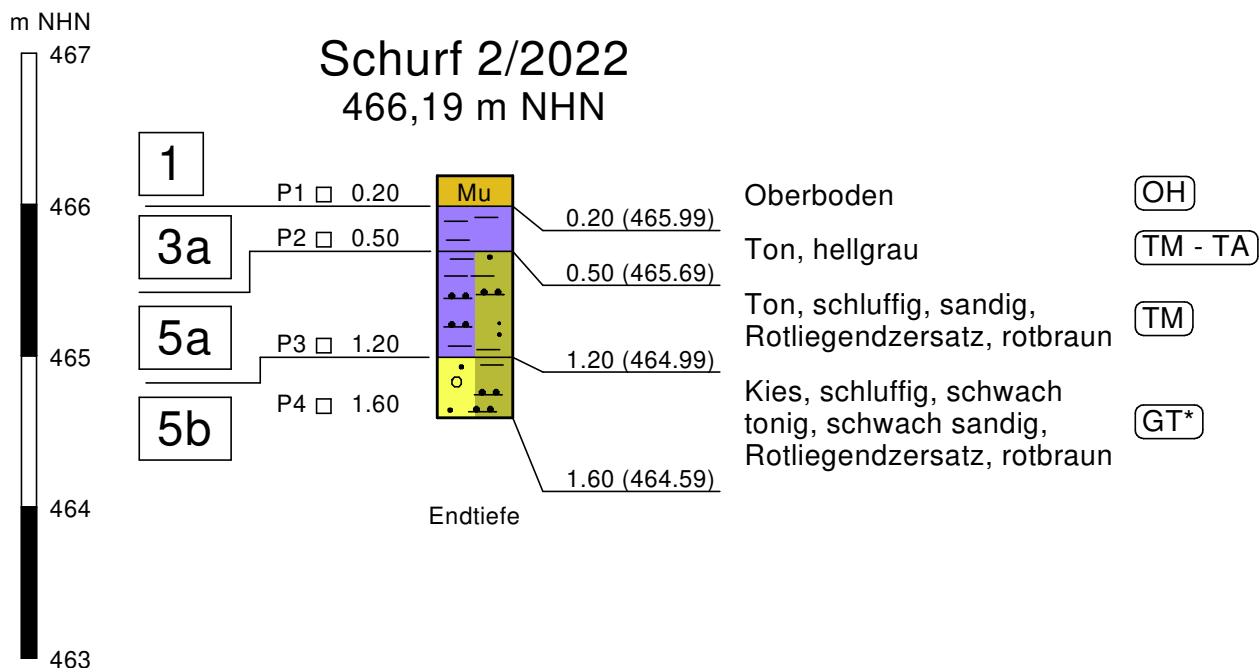 m NHN
467
Schurf 2/2022
466,19 m NHN
1
P1 0.20
Mu
0.20 (465.99)
Oberboden
OH
466
3a
P2 0.50
0.50 (465.69)
Ton, hellgrau
TM - TA
5a
Ton, schluffig, sandig,
Rotliegendzersatz, rotbraun
TM
465
P3 1.20
1.20 (464.99)
5b
P4 1.60
Kies, schluffig, schwach
tonig, schwach sandig,
Rotliegendzersatz, rotbraun
GT*
1.60 (464.59)
464
Endtiefe
463